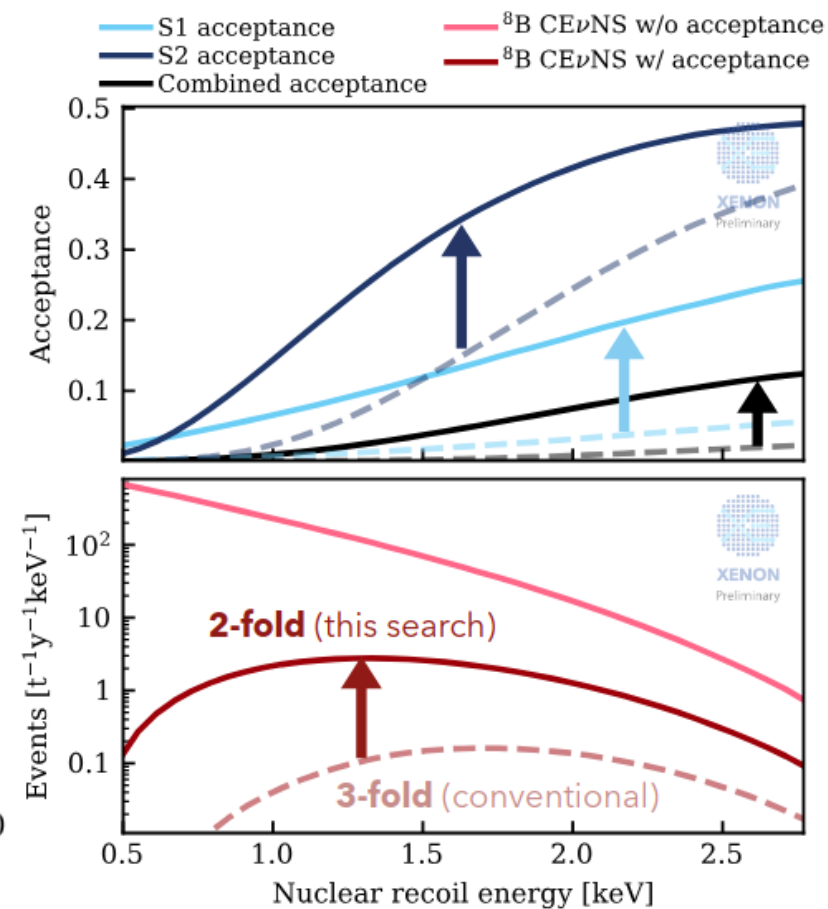 S1 acceptance
S2 acceptance
Combined acceptance
⁸B CEνNS w/o acceptance
⁸B CEνNS w/ acceptance
0.5
0.4
0.3
0.2
0.1
Acceptance
XENON
Preliminary
10²
10
1
0.1
Events [t⁻¹y⁻¹keV⁻¹]
XENON
Preliminary
2-fold (this search)
3-fold (conventional)
0
0.5 1.0 1.5 2.0 2.5
Nuclear recoil energy [keV]